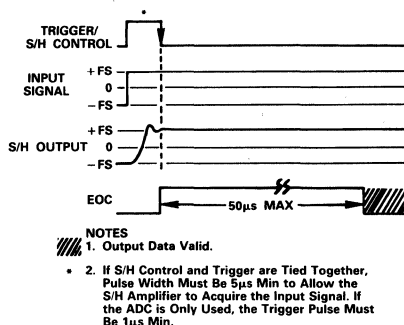 *
TRIGGER/
S/H CONTROL
INPUT
SIGNAL
+FS
0
−FS
S/H OUTPUT
+FS
0
−FS
EOC
50μs MAX
NOTES
1. Output Data Valid.
* 2. If S/H Control and Trigger are Tied Together,
Pulse Width Must Be 5μs Min to Allow the
S/H Amplifier to Acquire the Input Signal. If
the ADC is Only Used, the Trigger Pulse Must
Be 1μs Min.